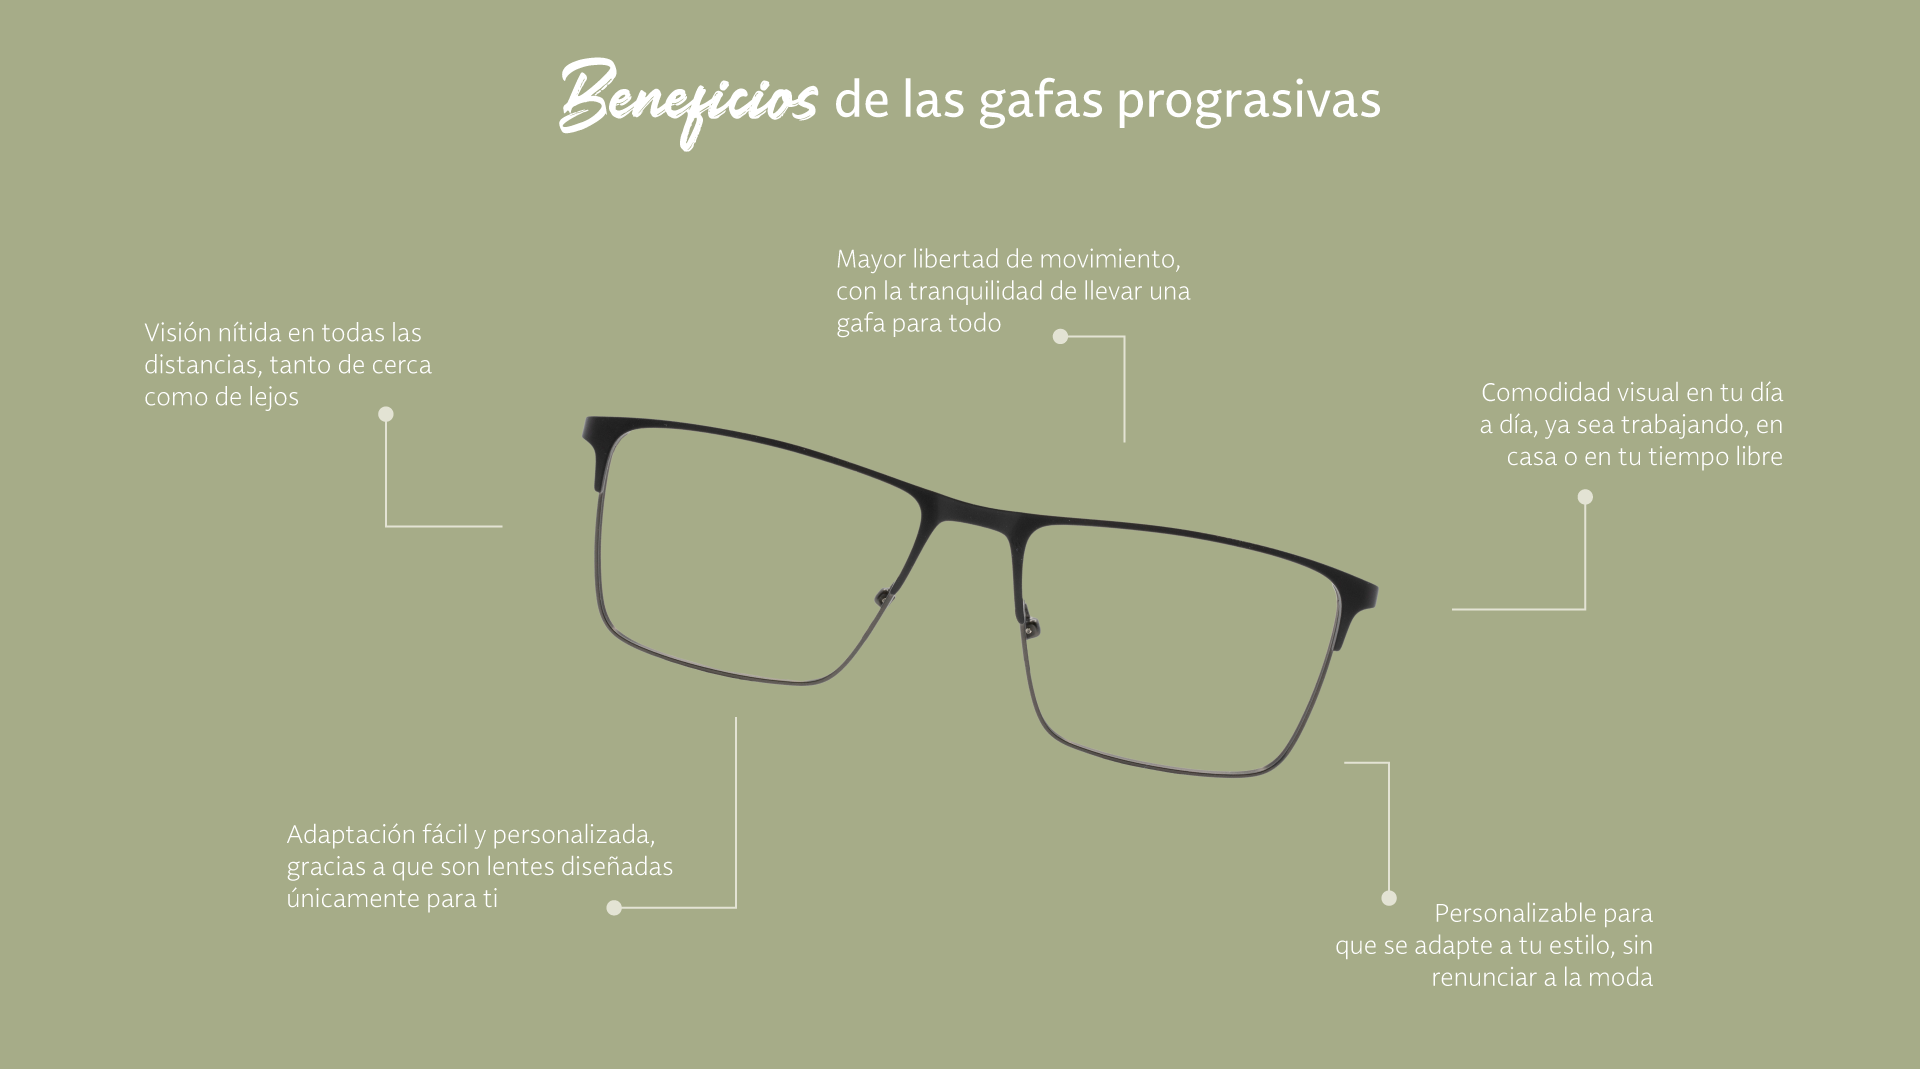 Beneficios de las gafas prograsivas
Mayor libertad de movimiento,
con la tranquilidad de llevar una
gafa para todo
Visión nítida en todas las
distancias, tanto de cerca
como de lejos
Comodidad visual en tu día
a día, ya sea trabajando, en
casa o en tu tiempo libre
Adaptación fácil y personalizada,
gracias a que son lentes diseñadas
únicamente para ti
Personalizable para
que se adapte a tu estilo, sin
renunciar a la moda